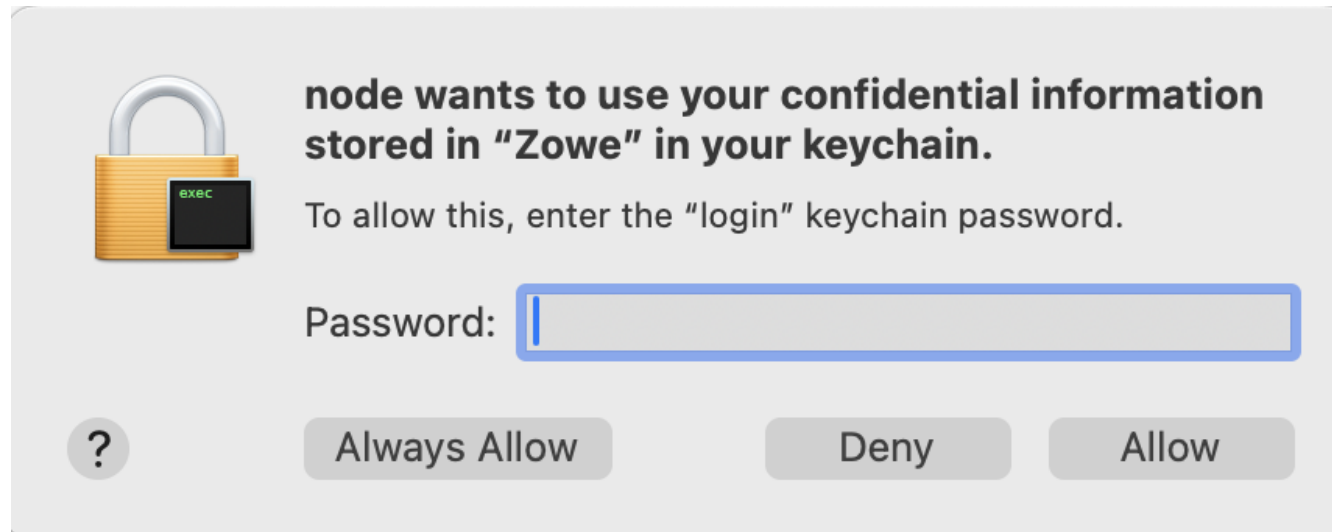 node wants to use your confidential information
stored in “Zowe” in your keychain.
exec
To allow this, enter the “login” keychain password.
Password:
? Always Allow Deny Allow